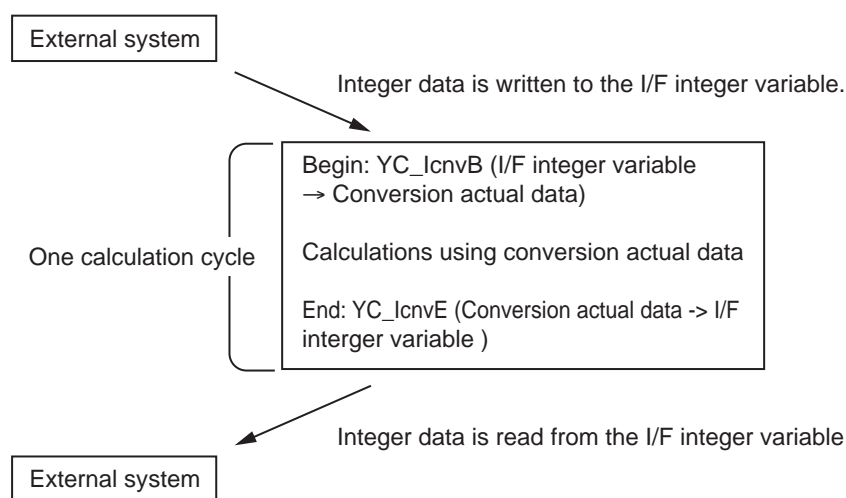 External system
Integer data is written to the I/F integer variable.
Begin: YC_IcnvB (I/F integer variable
→ Conversion actual data)
One calculation cycle
Calculations using conversion actual data
End: YC_IcnvE (Conversion actual data -> I/F
interger variable )
Integer data is read from the I/F integer variable
External system